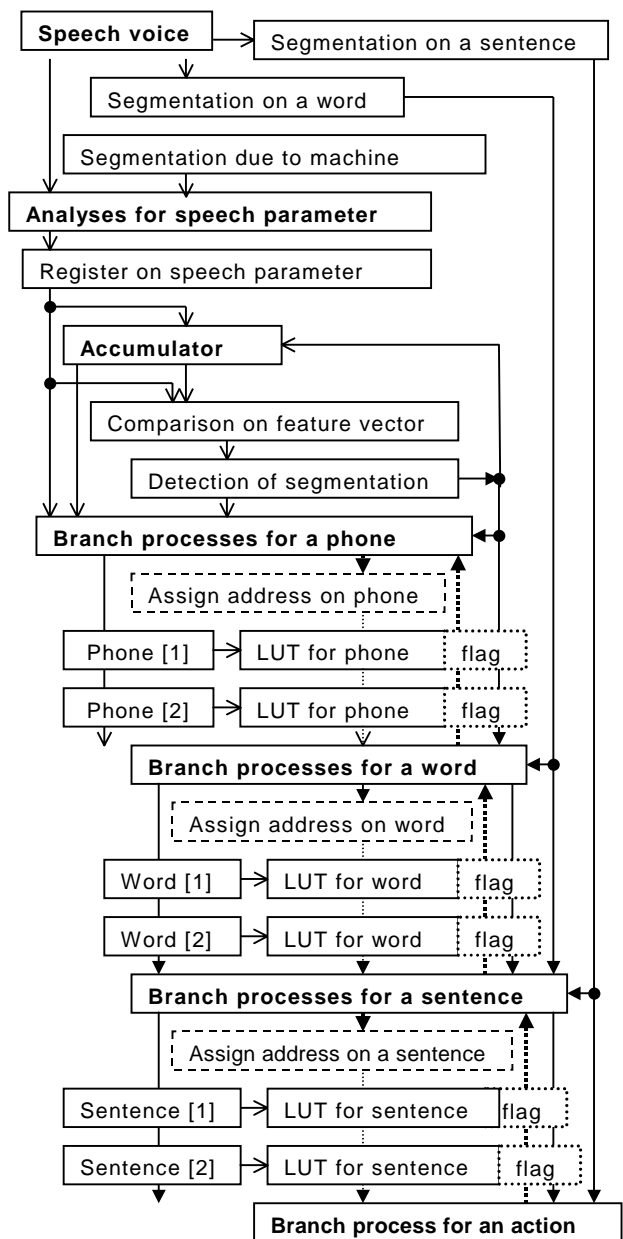 Speech voice
Segmentation on a sentence
Segmentation on a word
Segmentation due to machine
Analyses for speech parameter
Register on speech parameter
Accumulator
Comparison on feature vector
Detection of segmentation
Branch processes for a phone
Assign address on phone
Phone [1] LUT for phone flag
Phone [2] LUT for phone flag
Branch processes for a word
Assign address on word
Word [1] LUT for word flag
Word [2] LUT for word flag
Branch processes for a sentence
Assign address on a sentence
Sentence [1] LUT for sentence flag
Sentence [2] LUT for sentence flag
Branch process for an action